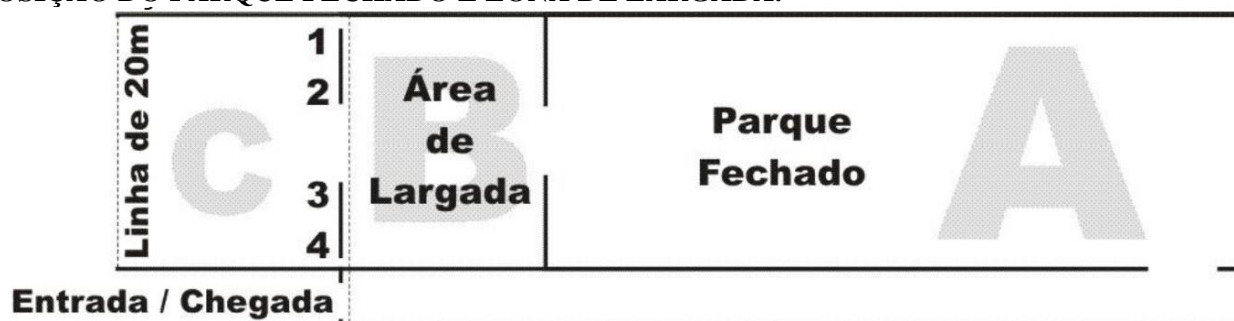 Linha de 20m
1
2
3
4
C
B
Área
de
Largada
A
Parque
Fechado
Entrada / Chegada